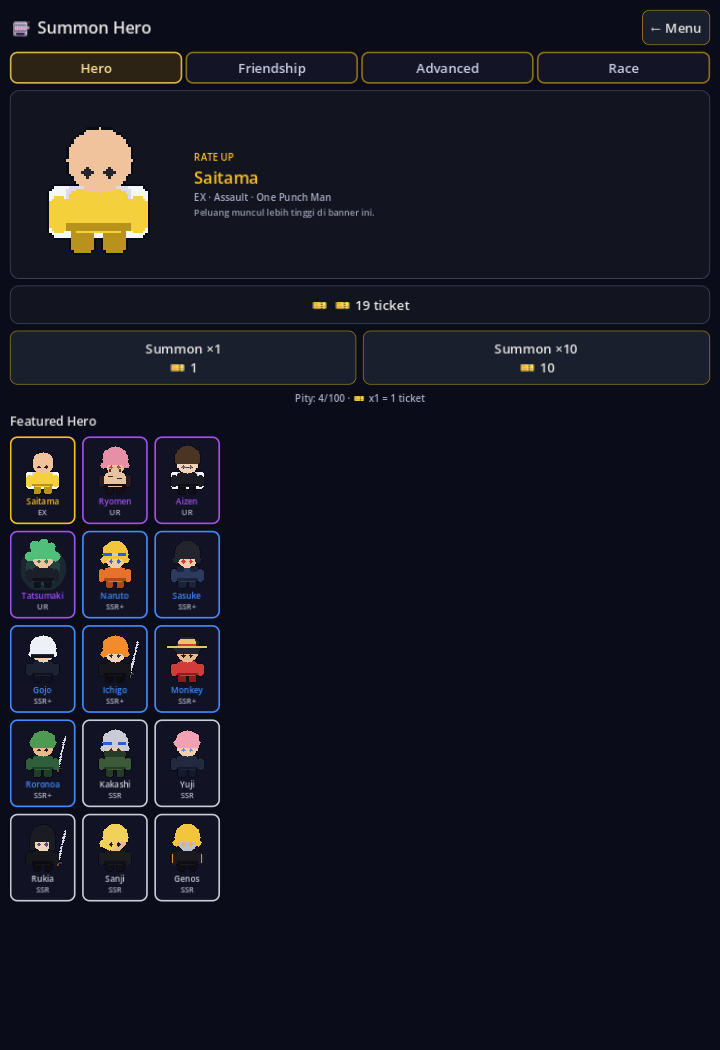 Summon Hero
← Menu
Hero
Friendship
Advanced
Race
RATE UP
Saitama
EX · Assault · One Punch Man
Peluang muncul lebih tinggi di banner ini.
19 ticket
Summon ×1
1
Summon ×10
10
Pity: 4/100 · x1 = 1 ticket
Featured Hero
Saitama
EX
Ryomen
UR
Aizen
UR
Tatsumaki
UR
Naruto
SSR+
Sasuke
SSR+
Gojo
SSR+
Ichigo
SSR+
Monkey
SSR+
Roronoa
SSR+
Kakashi
SSR
Yuji
SSR
Rukia
SSR
Sanji
SSR
Genos
SSR